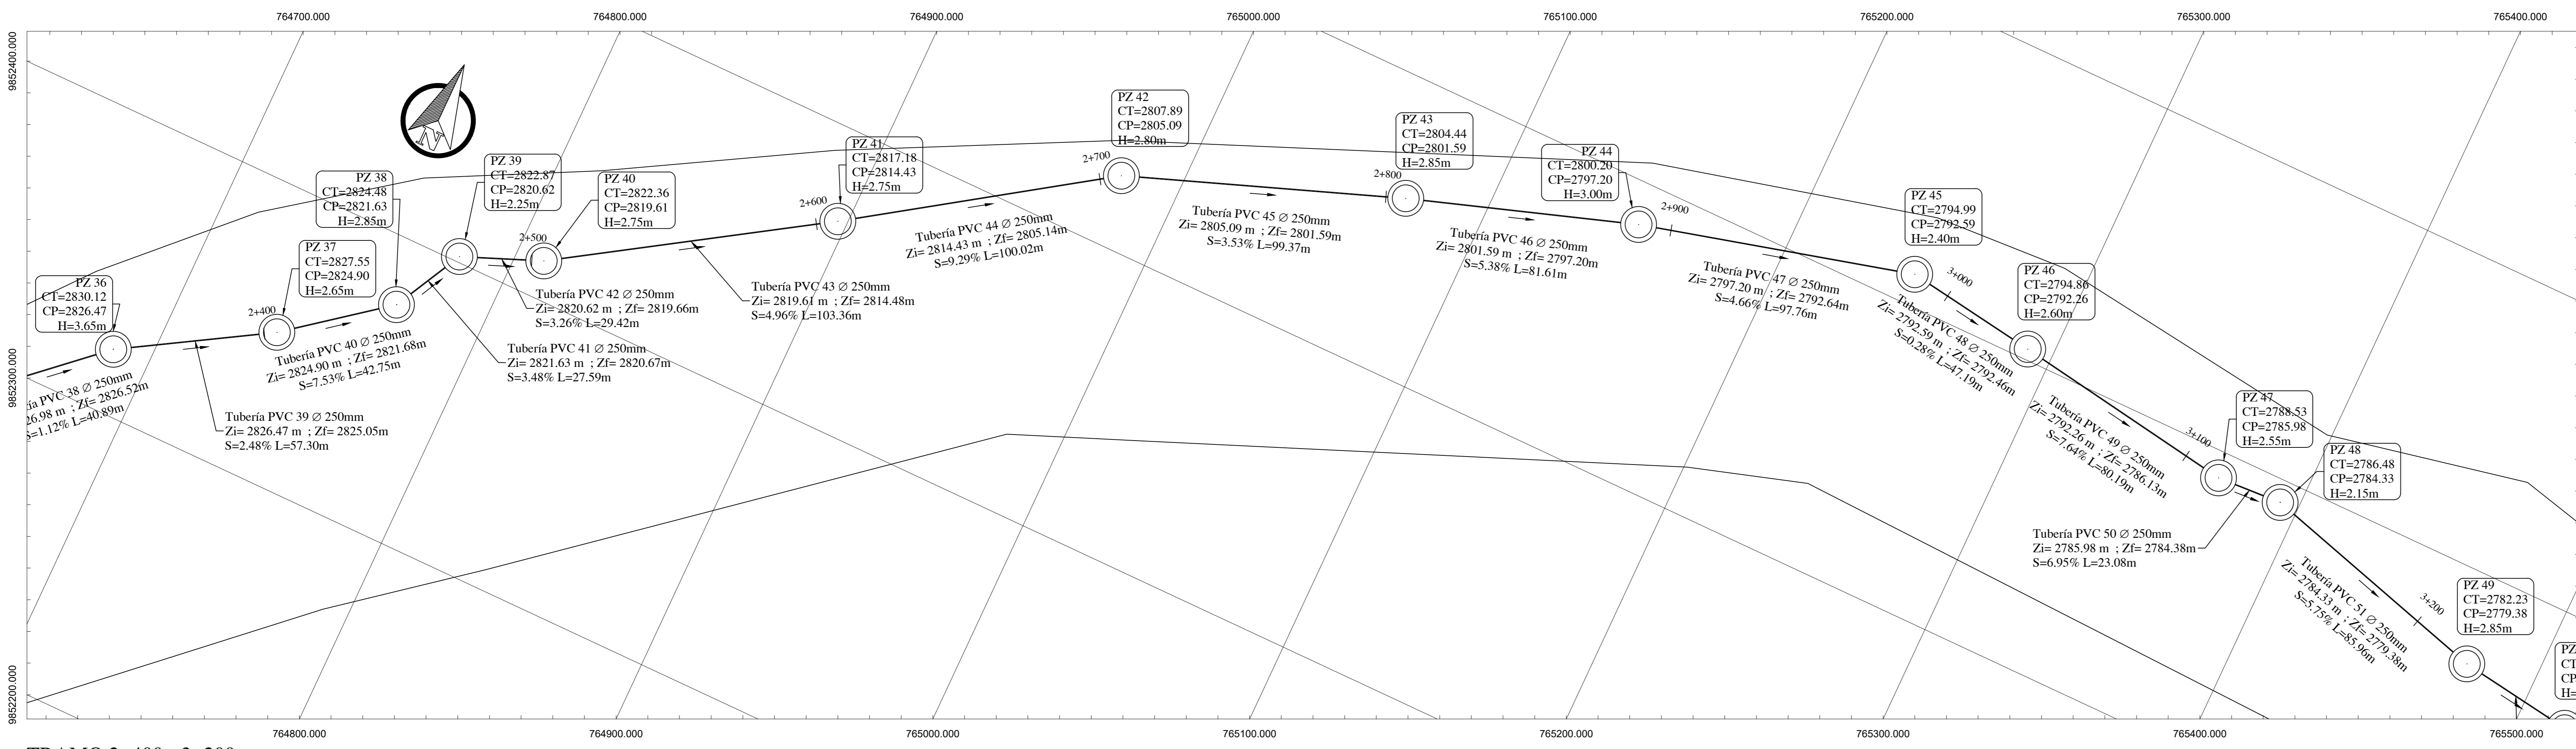 764700.000
764800.000
764900.000
765000.000
765100.000
765200.000
765300.000
765400.000
9852400.000
9852300.000
9852200.000
N
PZ 36
CT=2830.12
CP=2826.47
H=3.65m
2+400
PZ 37
CT=2827.55
CP=2824.90
H=2.65m
PZ 38
CT=2824.48
CP=2821.63
H=2.85m
PZ 39
CT=2822.87
CP=2820.62
H=2.25m
2+500
PZ 40
CT=2822.36
CP=2819.61
H=2.75m
2+600
PZ 41
CT=2817.18
CP=2814.43
H=2.75m
2+700
PZ 42
CT=2807.89
CP=2805.09
H=2.80m
2+800
PZ 43
CT=2804.44
CP=2801.59
H=2.85m
PZ 44
CT=2800.20
CP=2797.20
H=3.00m
2+900
PZ 45
CT=2794.99
CP=2792.59
H=2.40m
3+000
PZ 46
CT=2794.86
CP=2792.26
H=2.60m
3+100
PZ 47
CT=2788.53
CP=2785.98
H=2.55m
PZ 48
CT=2786.48
CP=2784.33
H=2.15m
3+200
PZ 49
CT=2782.23
CP=2779.38
H=2.85m
PZ
CT
CP
H=
ía PVC 38 ∅ 250mm
26.98 m ; Zf= 2826.52m
S=1.12% L=40.89m
Tubería PVC 39 ∅ 250mm
Zi= 2826.47 m ; Zf= 2825.05m
S=2.48% L=57.30m
Tubería PVC 40 ∅ 250mm
Zi= 2824.90 m ; Zf= 2821.68m
S=7.53% L=42.75m
Tubería PVC 41 ∅ 250mm
Zi= 2821.63 m ; Zf= 2820.67m
S=3.48% L=27.59m
Tubería PVC 42 ∅ 250mm
Zi= 2820.62 m ; Zf= 2819.66m
S=3.26% L=29.42m
Tubería PVC 43 ∅ 250mm
Zi= 2819.61 m ; Zf= 2814.48m
S=4.96% L=103.36m
Tubería PVC 44 ∅ 250mm
Zi= 2814.43 m ; Zf= 2805.14m
S=9.29% L=100.02m
Tubería PVC 45 ∅ 250mm
Zi= 2805.09 m ; Zf= 2801.59m
S=3.53% L=99.37m
Tubería PVC 46 ∅ 250mm
Zi= 2801.59 m ; Zf= 2797.20m
S=5.38% L=81.61m
Tubería PVC 47 ∅ 250mm
Zi= 2797.20 m ; Zf= 2792.64m
S=4.66% L=97.76m
Tubería PVC 48 ∅ 250mm
Zi= 2792.59 m ; Zf= 2792.46m
S=0.28% L=47.19m
Tubería PVC 49 ∅ 250mm
Zi= 2792.26 m ; Zf= 2786.13m
S=7.64% L=80.19m
Tubería PVC 50 ∅ 250mm
Zi= 2785.98 m ; Zf= 2784.38m
S=6.95% L=23.08m
Tubería PVC 51 ∅ 250mm
Zi= 2784.33 m ; Zf= 2779.38m
S=5.75% L=85.96m
764800.000
764900.000
765000.000
765100.000
765200.000
765300.000
765400.000
765500.000